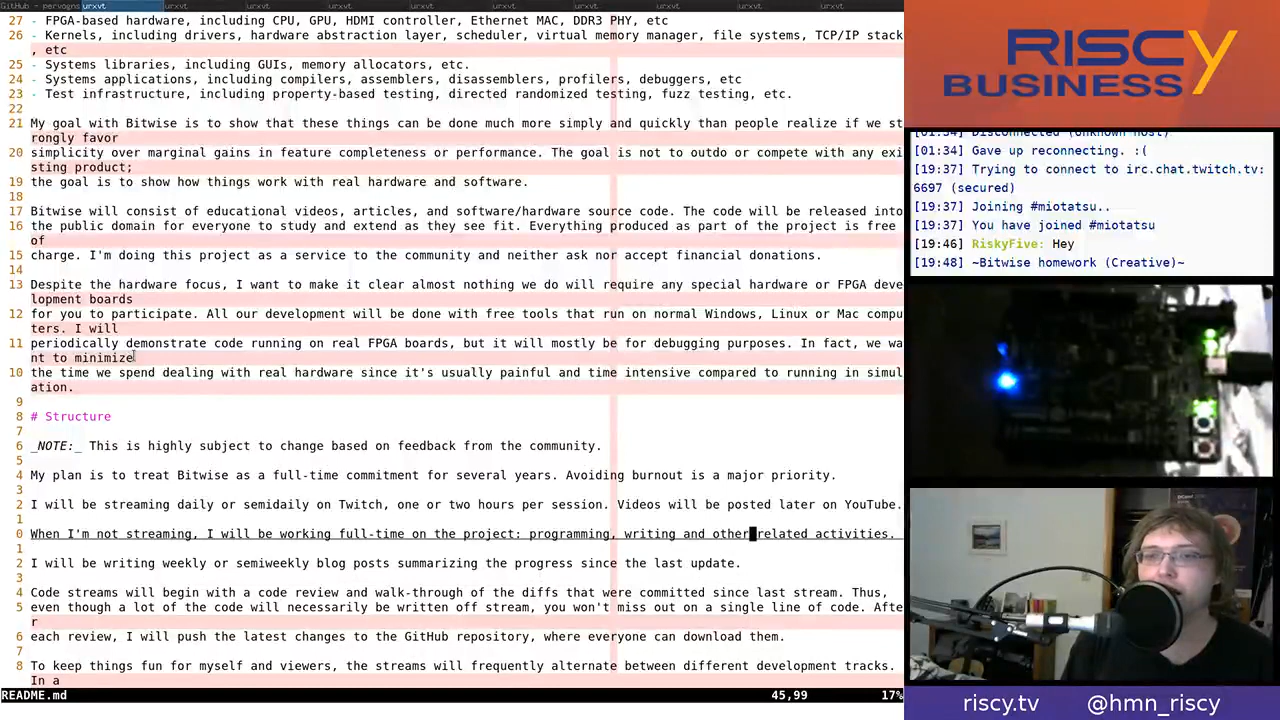 GitHub - pervogns urxvt urxvt urxvt urxvt urxvt urxvt urxvt urxvt urxvt
27 - FPGA-based hardware, including CPU, GPU, HDMI controller, Ethernet MAC, DDR3 PHY, etc
26 - Kernels, including drivers, hardware abstraction layer, scheduler, virtual memory manager, file systems, TCP/IP stack
, etc
25 - Systems libraries, including GUIs, memory allocators, etc.
24 - Systems applications, including compilers, assemblers, disassemblers, profilers, debuggers, etc
23 - Test infrastructure, including property-based testing, directed randomized testing, fuzz testing, etc.
22
21 My goal with Bitwise is to show that these things can be done much more simply and quickly than people realize if we st
rongly favor
20 simplicity over marginal gains in feature completeness or performance. The goal is not to outdo or compete with any exi
sting product;
19 the goal is to show how things work with real hardware and software.
18
17 Bitwise will consist of educational videos, articles, and software/hardware source code. The code will be released into
16 the public domain for everyone to study and extend as they see fit. Everything produced as part of the project is free
of
15 charge. I'm doing this project as a service to the community and neither ask nor accept financial donations.
14
13 Despite the hardware focus, I want to make it clear almost nothing we do will require any special hardware or FPGA deve
lopment boards
12 for you to participate. All our development will be done with free tools that run on normal Windows, Linux or Mac compu
ters. I will
11 periodically demonstrate code running on real FPGA boards, but it will mostly be for debugging purposes. In fact, we wa
nt to minimize
10 the time we spend dealing with real hardware since it's usually painful and time intensive compared to running in simul
ation.
9
8 # Structure
7
6 _NOTE:_ This is highly subject to change based on feedback from the community.
5
4 My plan is to treat Bitwise as a full-time commitment for several years. Avoiding burnout is a major priority.
3
2 I will be streaming daily or semidaily on Twitch, one or two hours per session. Videos will be posted later on YouTube.
1
0 When I'm not streaming, I will be working full-time on the project: programming, writing and other related activities.
1
2 I will be writing weekly or semiweekly blog posts summarizing the progress since the last update.
3
4 Code streams will begin with a code review and walk-through of the diffs that were committed since last stream. Thus,
5 even though a lot of the code will necessarily be written off stream, you won't miss out on a single line of code. Afte
r
6 each review, I will push the latest changes to the GitHub repository, where everyone can download them.
7
8 To keep things fun for myself and viewers, the streams will frequently alternate between different development tracks.
In a
README.md 45,99 17%
RISCY
BUSINESS
[01:34] Disconnected (Unknown host)
[01:34] Gave up reconnecting. :(
[19:37] Trying to connect to irc.chat.twitch.tv:
6697 (secured)
[19:37] Joining #miotatsu..
[19:37] You have joined #miotatsu
[19:46] RiskyFive: Hey
[19:48] ~Bitwise homework (Creative)~
riscy.tv @hmn_riscy